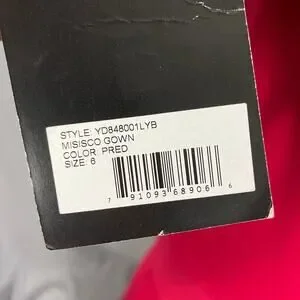 STYLE: YD848001LYB
MISISCO GOWN
COLOR: PRED
SIZE: 6
7 91093 68906 6